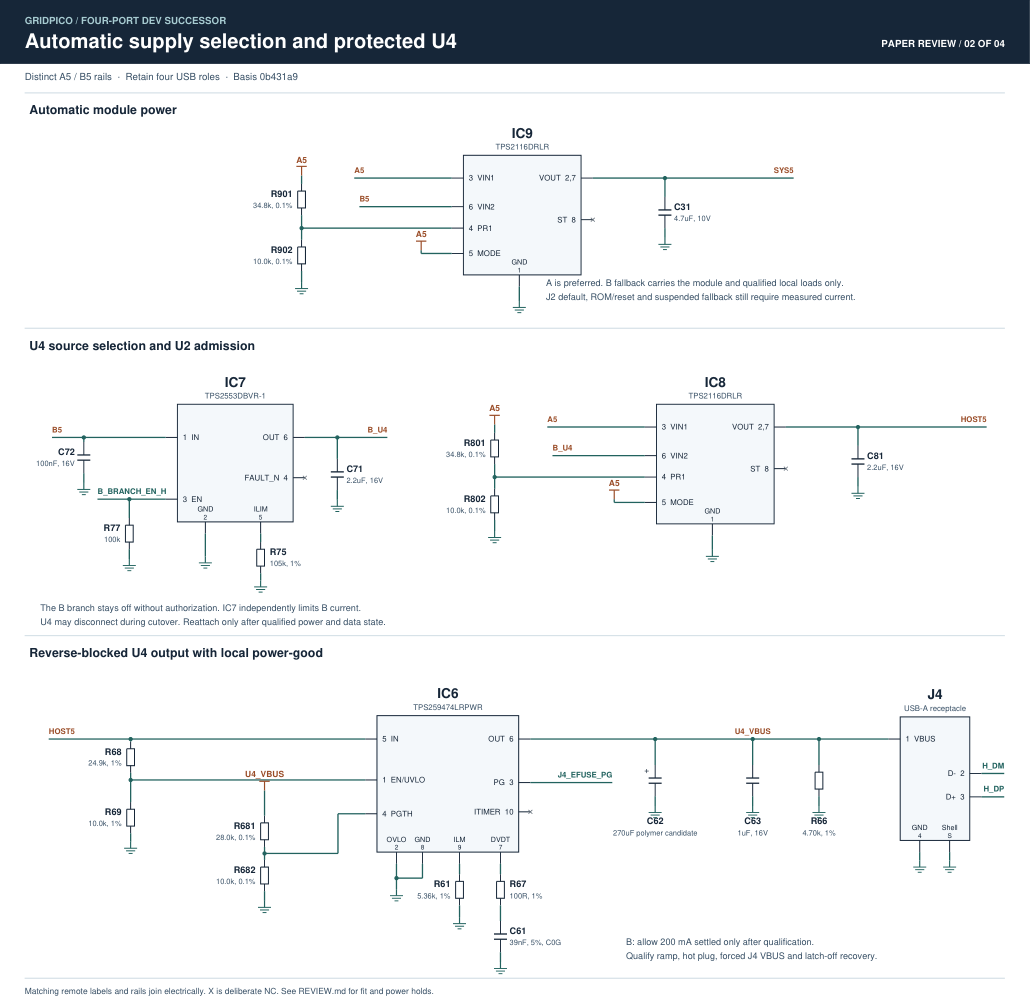 GRIDPICO / FOUR-PORT DEV SUCCESSOR
Automatic supply selection and protected U4
PAPER REVIEW / 02 OF 04
Distinct A5 / B5 rails · Retain four USB roles · Basis 0b431a9
Automatic module power
IC9
TPS2116DRLR
A5
R901
34.8k, 0.1%
R902
10.0k, 0.1%
A5
B5
A5
3 VIN1
6 VIN2
4 PR1
5 MODE
VOUT 2,7
ST 8
GND
1
SYS5
C31
4.7uF, 10V
A is preferred. B fallback carries the module and qualified local loads only.
J2 default, ROM/reset and suspended fallback still require measured current.
U4 source selection and U2 admission
IC7
TPS2553DBVR-1
B5
C72
100nF, 16V
B_BRANCH_EN_H
R77
100k
1 IN
3 EN
OUT 6
FAULT_N 4
GND
2
ILIM
5
B_U4
C71
2.2uF, 16V
R75
105k, 1%
IC8
TPS2116DRLR
A5
R801
34.8k, 0.1%
R802
10.0k, 0.1%
A5
B_U4
A5
3 VIN1
6 VIN2
4 PR1
5 MODE
VOUT 2,7
ST 8
GND
1
HOST5
C81
2.2uF, 16V
The B branch stays off without authorization. IC7 independently limits B current.
U4 may disconnect during cutover. Reattach only after qualified power and data state.
Reverse-blocked U4 output with local power-good
IC6
TPS259474LRPWR
HOST5
R68
24.9k, 1%
R69
10.0k, 1%
U4_VBUS
R681
28.0k, 0.1%
R682
10.0k, 0.1%
5 IN
1 EN/UVLO
4 PGTH
OUT 6
PG 3
ITIMER 10
OVLO
2
GND
8
ILM
9
DVDT
7
R61
5.36k, 1%
R67
100R, 1%
C61
39nF, 5%, C0G
J4_EFUSE_PG
U4_VBUS
+
C62
270uF polymer candidate
C63
1uF, 16V
R66
4.70k, 1%
J4
USB-A receptacle
1 VBUS
D- 2
D+ 3
GND
4
Shell
S
H_DM
H_DP
B: allow 200 mA settled only after qualification.
Qualify ramp, hot plug, forced J4 VBUS and latch-off recovery.
Matching remote labels and rails join electrically. X is deliberate NC. See REVIEW.md for fit and power holds.